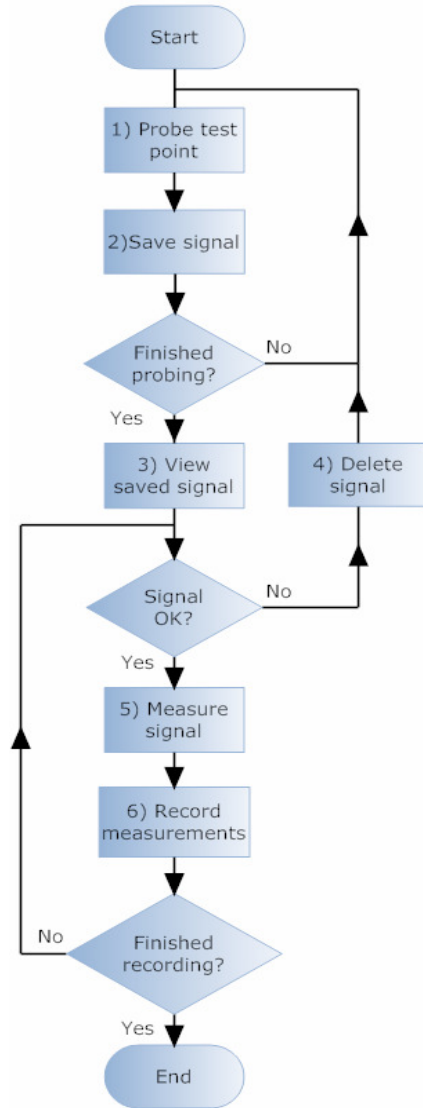 Start
1) Probe test
point
2)Save signal
Finished
probing?
No
Yes
3) View
saved signal
4) Delete
signal
Signal
OK?
No
Yes
5) Measure
signal
6) Record
measurements
No
Finished
recording?
Yes
End